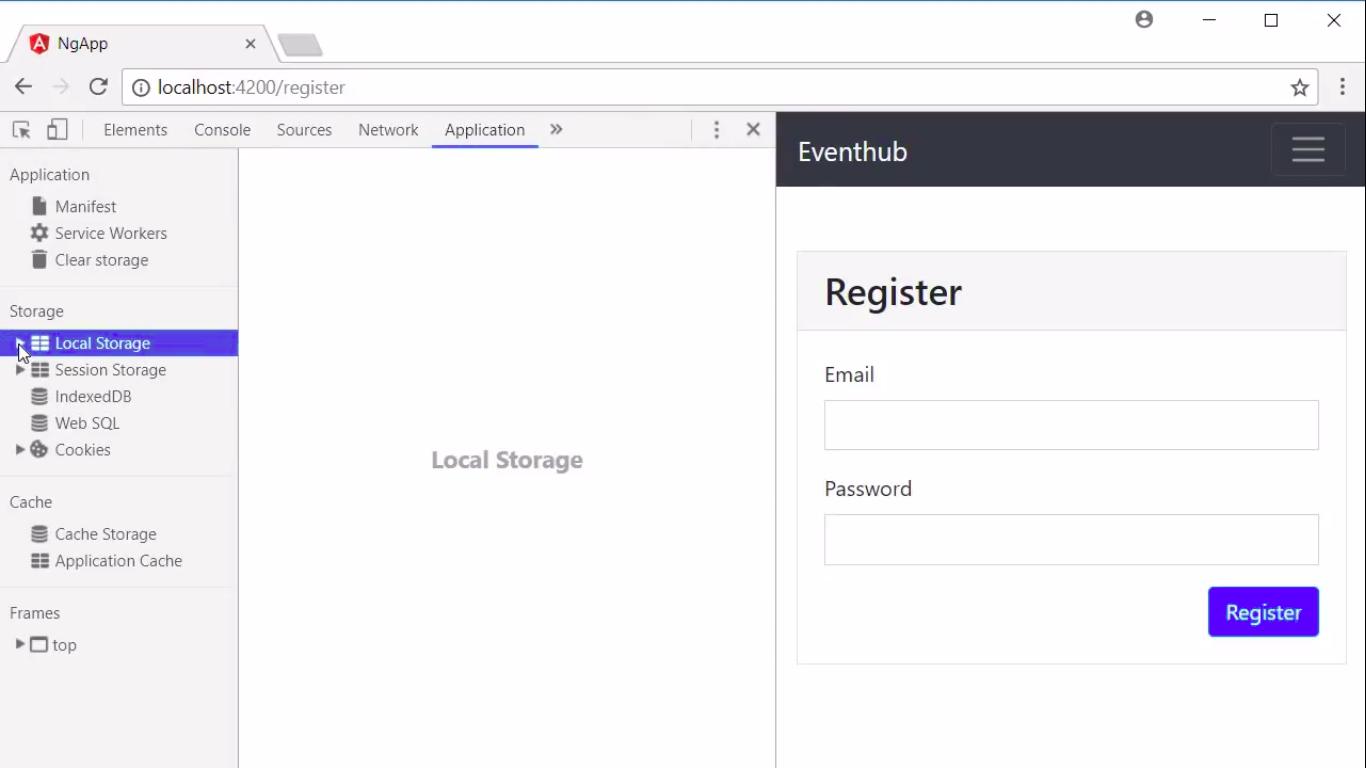 NgApp
localhost:4200/register
Elements Console Sources Network Application
Application
Manifest
Service Workers
Clear storage
Storage
Local Storage
Session Storage
IndexedDB
Web SQL
Cookies
Cache
Cache Storage
Application Cache
Frames
top
Local Storage
Eventhub
Register
Email
Password
Register